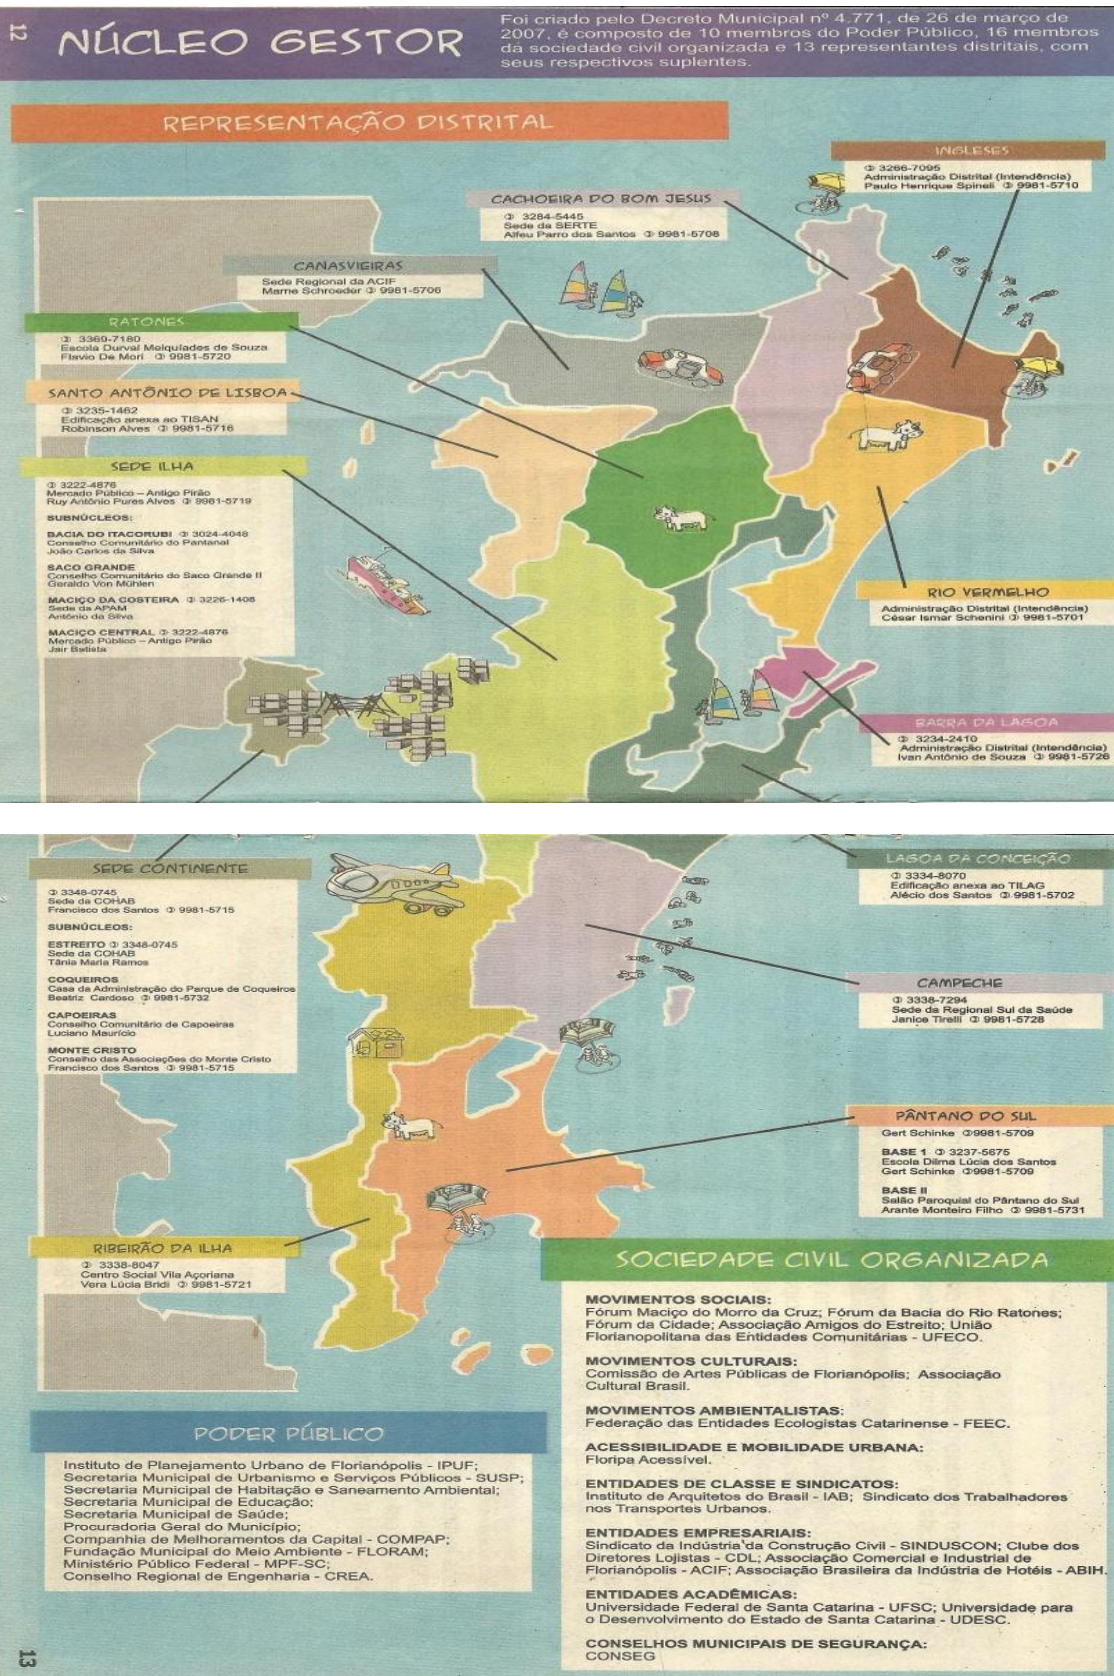 12
NÚCLEO GESTOR
Foi criado pelo Decreto Municipal nº 4.771, de 26 de março de
2007, é composto de 10 membros do Poder Público, 16 membros
da sociedade civil organizada e 13 representantes distritais, com
seus respectivos suplentes.
REPRESENTAÇÃO DISTRITAL
INGLESES
3266-7095
Administração Distrital (Intendência)
Paulo Henrique Spineli 9981-5710
CACHOEIRA DO BOM JESUS
3284-5445
Sede da SERTE
Alfeu Parro dos Santos 9981-5708
CANASVIEIRAS
Sede Regional da ACIF
Marne Schroeder 9981-5706
RATONES
3369-7180
Escola Durval Melquíades de Souza
Flavio De Mori 9981-5720
SANTO ANTÔNIO DE LISBOA
3235-1462
Edificação anexa ao TISAN
Robinson Alves 9981-5716
SEDE ILHA
3222-4876
Mercado Público – Antigo Pirão
Ruy Antônio Pures Alves 9981-5719
SUBNÚCLEOS:
BACIA DO ITACORUBI 3024-4048
Conselho Comunitário do Pantanal
João Carlos da Silva
SACO GRANDE
Conselho Comunitário do Saco Grande II
Geraldo Von Mühlen
MACIÇO DA COSTEIRA 3226-1408
Sede da APAM
Antônio da Silva
MACIÇO CENTRAL 3222-4876
Mercado Público – Antigo Pirão
Jair Batista
RIO VERMELHO
Administração Distrital (Intendência)
César Ismar Schenini 9981-5701
BARRA DA LAGOA
3234-2410
Administração Distrital (Intendência)
Ivan Antônio de Souza 9981-5726
SEDE CONTINENTE
3348-0745
Sede da COHAB
Francisco dos Santos 9981-5715
SUBNÚCLEOS:
ESTREITO 3348-0745
Sede da COHAB
Tânia Maria Ramos
COQUEIROS
Casa da Administração do Parque de Coqueiros
Beatriz Cardoso 9981-5732
CAPOEIRAS
Conselho Comunitário de Capoeiras
Luciano Maurício
MONTE CRISTO
Conselho das Associações do Monte Cristo
Francisco dos Santos 9981-5715
LAGOA DA CONCEIÇÃO
3334-8070
Edificação anexa ao TILAG
Alécio dos Santos 9981-5702
CAMPECHE
3338-7294
Sede da Regional Sul da Saúde
Janice Tirelli 9981-5728
PÂNTANO DO SUL
Gert Schinke 9981-5709
BASE 1 3237-5675
Escola Dilma Lúcia dos Santos
Gert Schinke 9981-5709
BASE II
Salão Paroquial do Pântano do Sul
Arante Monteiro Filho 9981-5731
RIBEIRÃO DA ILHA
3338-8047
Centro Social Vila Açoriana
Vera Lúcia Bridi 9981-5721
SOCIEDADE CIVIL ORGANIZADA
MOVIMENTOS SOCIAIS:
Fórum Maciço do Morro da Cruz; Fórum da Bacia do Rio Ratones;
Fórum da Cidade; Associação Amigos do Estreito; União
Florianopolitana das Entidades Comunitárias - UFECO.
MOVIMENTOS CULTURAIS:
Comissão de Artes Públicas de Florianópolis; Associação
Cultural Brasil.
MOVIMENTOS AMBIENTALISTAS:
Federação das Entidades Ecologistas Catarinense - FEEC.
ACESSIBILIDADE E MOBILIDADE URBANA:
Floripa Acessível.
ENTIDADES DE CLASSE E SINDICATOS:
Instituto de Arquitetos do Brasil - IAB; Sindicato dos Trabalhadores
nos Transportes Urbanos.
ENTIDADES EMPRESARIAIS:
Sindicato da Indústria da Construção Civil - SINDUSCON; Clube dos
Diretores Lojistas - CDL; Associação Comercial e Industrial de
Florianópolis - ACIF; Associação Brasileira da Indústria de Hotéis - ABIH.
ENTIDADES ACADÊMICAS:
Universidade Federal de Santa Catarina - UFSC; Universidade para
o Desenvolvimento do Estado de Santa Catarina - UDESC.
CONSELHOS MUNICIPAIS DE SEGURANÇA:
CONSEG
PODER PÚBLICO
Instituto de Planejamento Urbano de Florianópolis - IPUF;
Secretaria Municipal de Urbanismo e Serviços Públicos - SUSP;
Secretaria Municipal de Habitação e Saneamento Ambiental;
Secretaria Municipal de Educação;
Secretaria Municipal de Saúde;
Procuradoria Geral do Município;
Companhia de Melhoramentos da Capital - COMPAP;
Fundação Municipal do Meio Ambiente - FLORAM;
Ministério Público Federal - MPF-SC;
Conselho Regional de Engenharia - CREA.
13